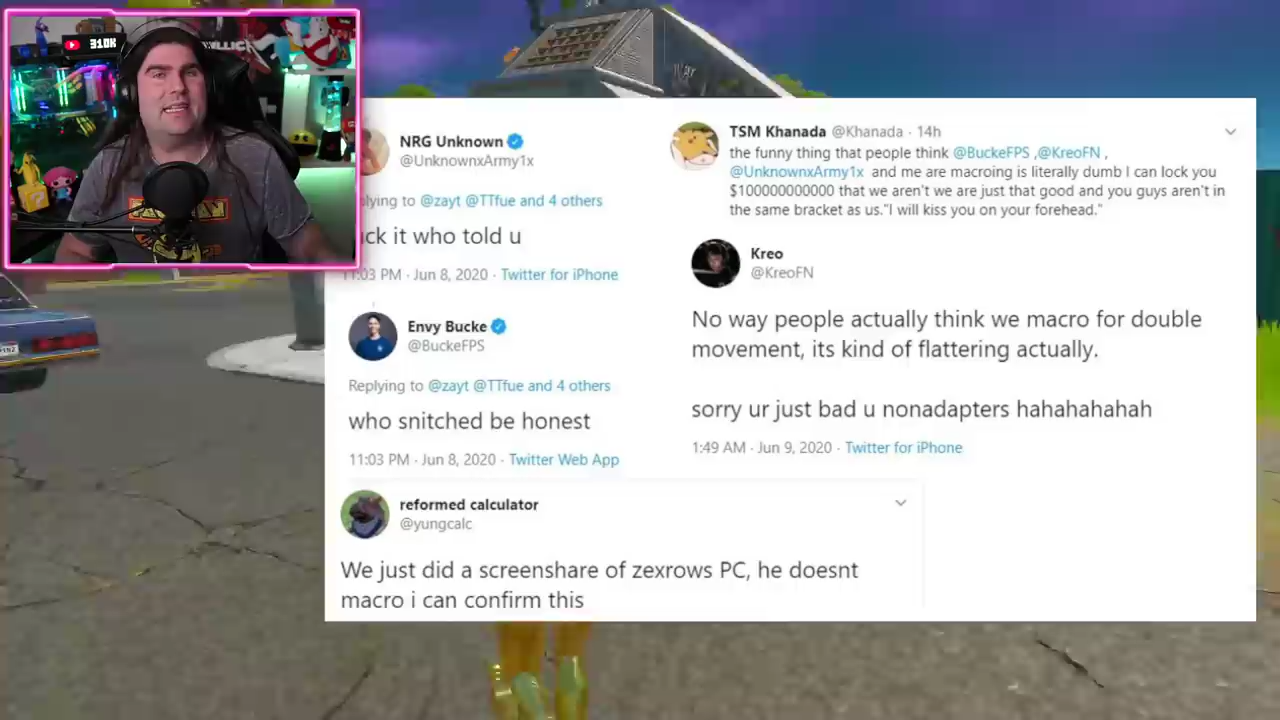 310K
NRG Unknown
@UnknownxArmy1x
lying to @zayt @TTfue and 4 others
ck it who told u
11:03 PM · Jun 8, 2020 · Twitter for iPhone
Envy Bucke
@BuckeFPS
Replying to @zayt @TTfue and 4 others
who snitched be honest
11:03 PM · Jun 8, 2020 · Twitter Web App
reformed calculator
@yungcalc
We just did a screenshare of zexrows PC, he doesnt
macro i can confirm this
TSM Khanada @Khanada · 14h
the funny thing that people think @BuckeFPS ,@KreoFN ,
@UnknownxArmy1x and me are macroing is literally dumb I can lock you
$100000000000 that we aren't we are just that good and you guys aren't in
the same bracket as us."I will kiss you on your forehead."
Kreo
@KreoFN
No way people actually think we macro for double
movement, its kind of flattering actually.
sorry ur just bad u nonadapters hahahahahah
1:49 AM · Jun 9, 2020 · Twitter for iPhone